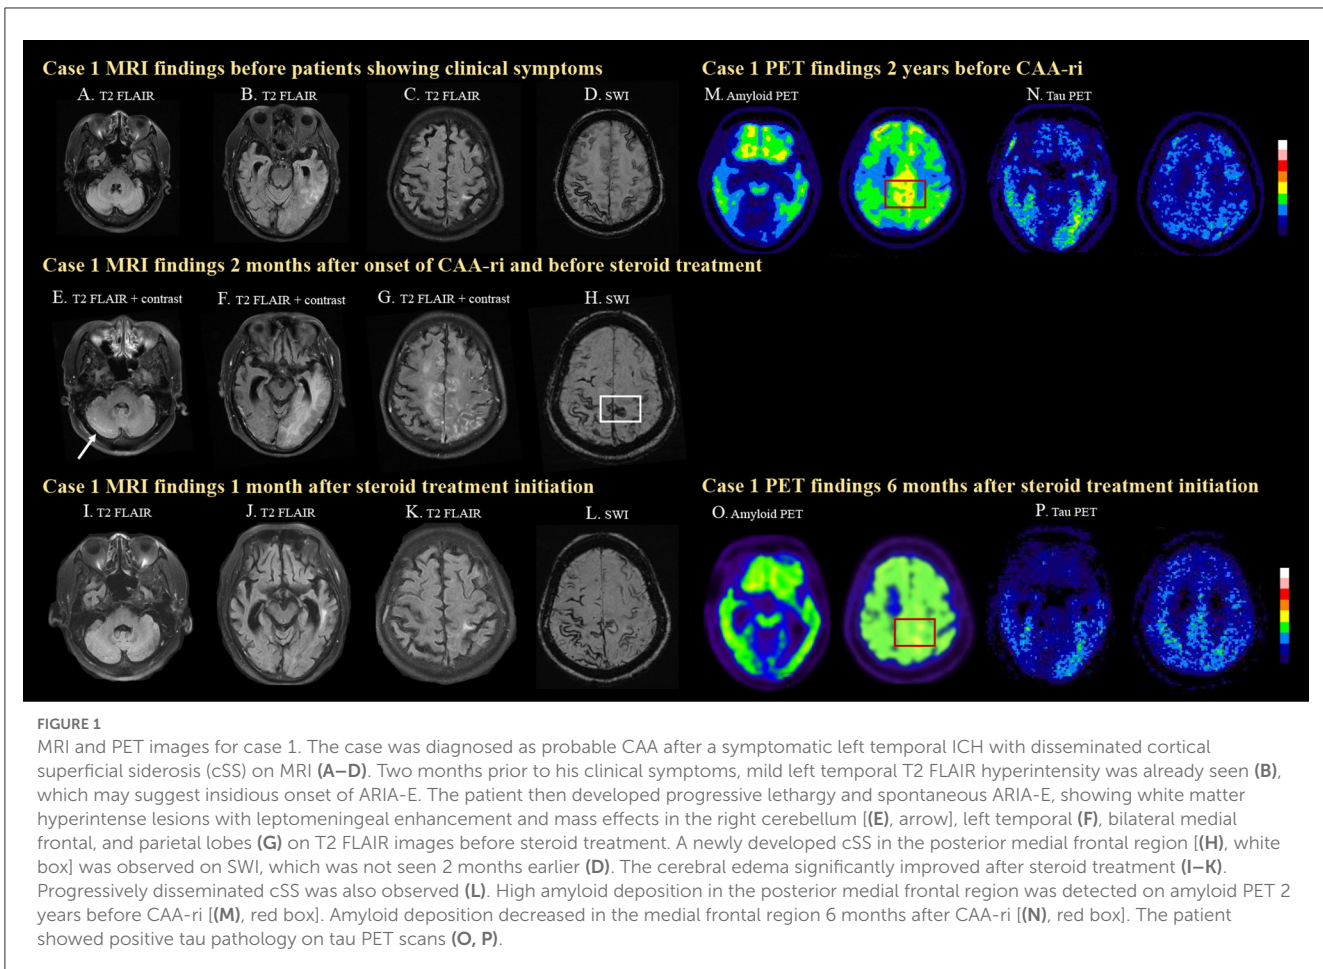 Case 1 MRI findings before patients showing clinical symptoms
A. T2 FLAIR
B. T2 FLAIR
C. T2 FLAIR
D. SWI
Case 1 PET findings 2 years before CAA-ri
M. Amyloid PET
N. Tau PET
Case 1 MRI findings 2 months after onset of CAA-ri and before steroid treatment
E. T2 FLAIR + contrast
F. T2 FLAIR + contrast
G. T2 FLAIR + contrast
H. SWI
Case 1 MRI findings 1 month after steroid treatment initiation
I. T2 FLAIR
J. T2 FLAIR
K. T2 FLAIR
L. SWI
Case 1 PET findings 6 months after steroid treatment initiation
O. Amyloid PET
P. Tau PET
FIGURE 1
MRI and PET images for case 1. The case was diagnosed as probable CAA after a symptomatic left temporal ICH with disseminated cortical
superficial siderosis (cSS) on MRI (A–D). Two months prior to his clinical symptoms, mild left temporal T2 FLAIR hyperintensity was already seen (B),
which may suggest insidious onset of ARIA-E. The patient then developed progressive lethargy and spontaneous ARIA-E, showing white matter
hyperintense lesions with leptomeningeal enhancement and mass effects in the right cerebellum [(E), arrow], left temporal (F), bilateral medial
frontal, and parietal lobes (G) on T2 FLAIR images before steroid treatment. A newly developed cSS in the posterior medial frontal region [(H), white
box] was observed on SWI, which was not seen 2 months earlier (D). The cerebral edema significantly improved after steroid treatment (I–K).
Progressively disseminated cSS was also observed (L). High amyloid deposition in the posterior medial frontal region was detected on amyloid PET 2
years before CAA-ri [(M), red box]. Amyloid deposition decreased in the medial frontal region 6 months after CAA-ri [(N), red box]. The patient
showed positive tau pathology on tau PET scans (O, P).